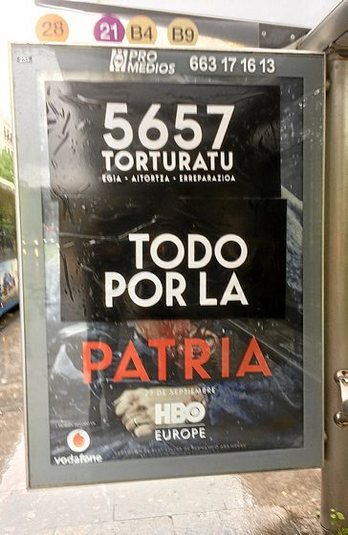 28 21 B4 B9
PRO
MEDIOS
663 17 16 13
5657
TORTURATU
EGIA • AITORTZA • ERREPARAZIOA
TODO
POR LA
PATRIA
27 DE SEPTIEMBRE
HBO
EUROPE
vodafone